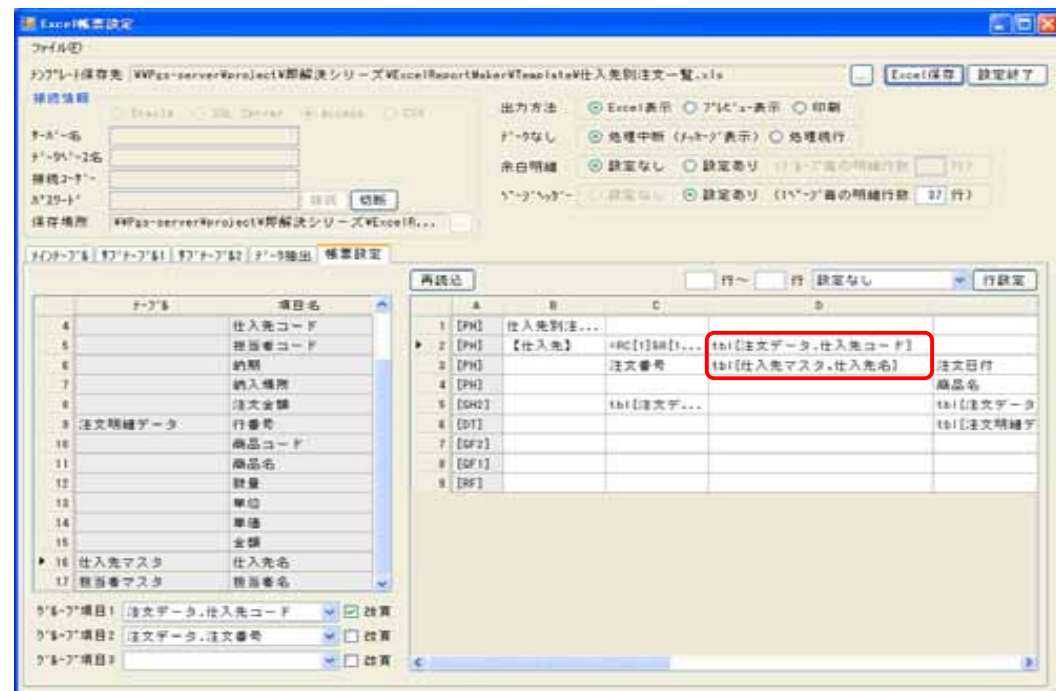 Excel帳票設定
ファイル(F)
ﾃﾝﾌﾟﾚｰﾄ保存先 ¥¥Pgs-server¥project¥即解決シリーズ¥ExcelReportMaker¥Template¥仕入先別注文一覧.xls ... Excel保存 設定終了
接続情報
Oracle SQL Server Access CSV
ｻｰﾊﾞｰ名
ﾃﾞｰﾀﾍﾞｰｽ名
接続ﾕｰｻﾞｰ
ﾊﾟｽﾜｰﾄﾞ 接続 切断
保存場所 ¥¥Pgs-server¥project¥即解決シリーズ¥ExcelR... ...
出力方法 Excel表示 ﾌﾟﾚﾋﾞｭｰ表示 印刷
ﾃﾞｰﾀなし 処理中断 (ﾒｯｾｰｼﾞ表示) 処理続行
余白明細 設定なし 設定あり (ｸﾞﾙｰﾌﾟ毎の明細行数 行)
ﾍﾟｰｼﾞﾍｯﾀﾞｰ 設定なし 設定あり (1ﾍﾟｰｼﾞ毎の明細行数 37 行)
ﾒｲﾝﾃｰﾌﾞﾙ ｻﾌﾞﾃｰﾌﾞﾙ1 ｻﾌﾞﾃｰﾌﾞﾙ2 ﾃﾞｰﾀ抽出 帳票設定
再読込 行～ 行 設定なし 行設定
ﾃｰﾌﾞﾙ 項目名
4 仕入先コード
5 担当者コード
6 納期
7 納入場所
8 注文金額
9 注文明細データ 行番号
10 商品コード
11 商品名
12 数量
13 単位
14 単価
15 金額
16 仕入先マスタ 仕入先名
17 担当者マスタ 担当者名
A B C D
1 [PH] 仕入先別注...
2 [PH] 【仕入先】 =RC[1]&R[1... tbl[注文データ.仕入先コード]
3 [PH] 注文番号 tbl[仕入先マスタ.仕入先名] 注文日付
4 [PH] 商品名
5 [GH2] tbl[注文デ... tbl[注文データ
6 [DT] tbl[注文明細デ
7 [GF2]
8 [GF1]
9 [RF]
ｸﾞﾙｰﾌﾟ項目1 注文データ.仕入先コード 改頁
ｸﾞﾙｰﾌﾟ項目2 注文データ.注文番号 改頁
ｸﾞﾙｰﾌﾟ項目3 改頁